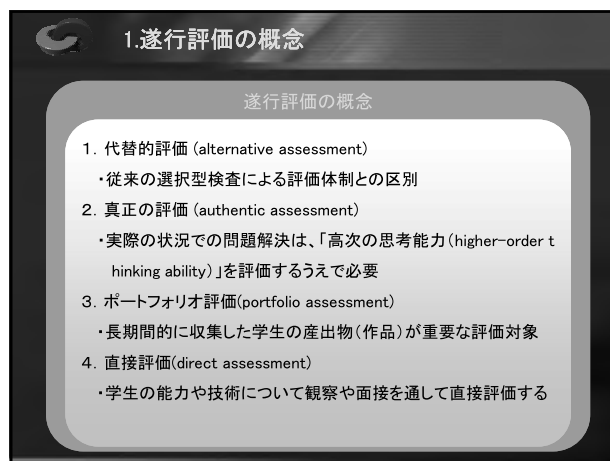 1.遂行評価の概念
遂行評価の概念
1. 代替的評価 (alternative assessment)
・従来の選択型検査による評価体制との区別
2. 真正の評価 (authentic assessment)
・実際の状況での問題解決は、「高次の思考能力(higher-order t
hinking ability)」を評価するうえで必要
3. ポートフォリオ評価(portfolio assessment)
・長期間的に収集した学生の産出物(作品)が重要な評価対象
4. 直接評価(direct assessment)
・学生の能力や技術について観察や面接を通して直接評価する